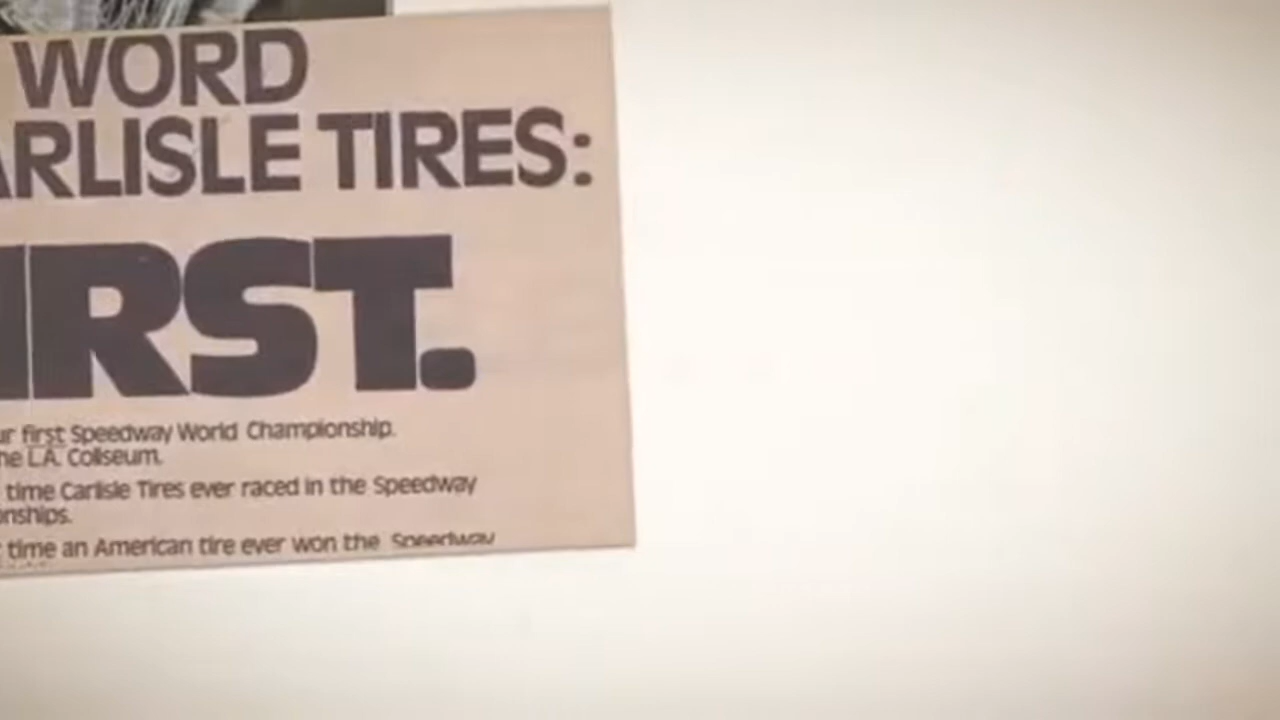 WORD
ARLISLE TIRES:
IRST.
ur first Speedway World Championship.
he L.A. Coliseum.
time Carlisle Tires ever raced in the Speedway
onships.
time an American tire ever won the Speedway